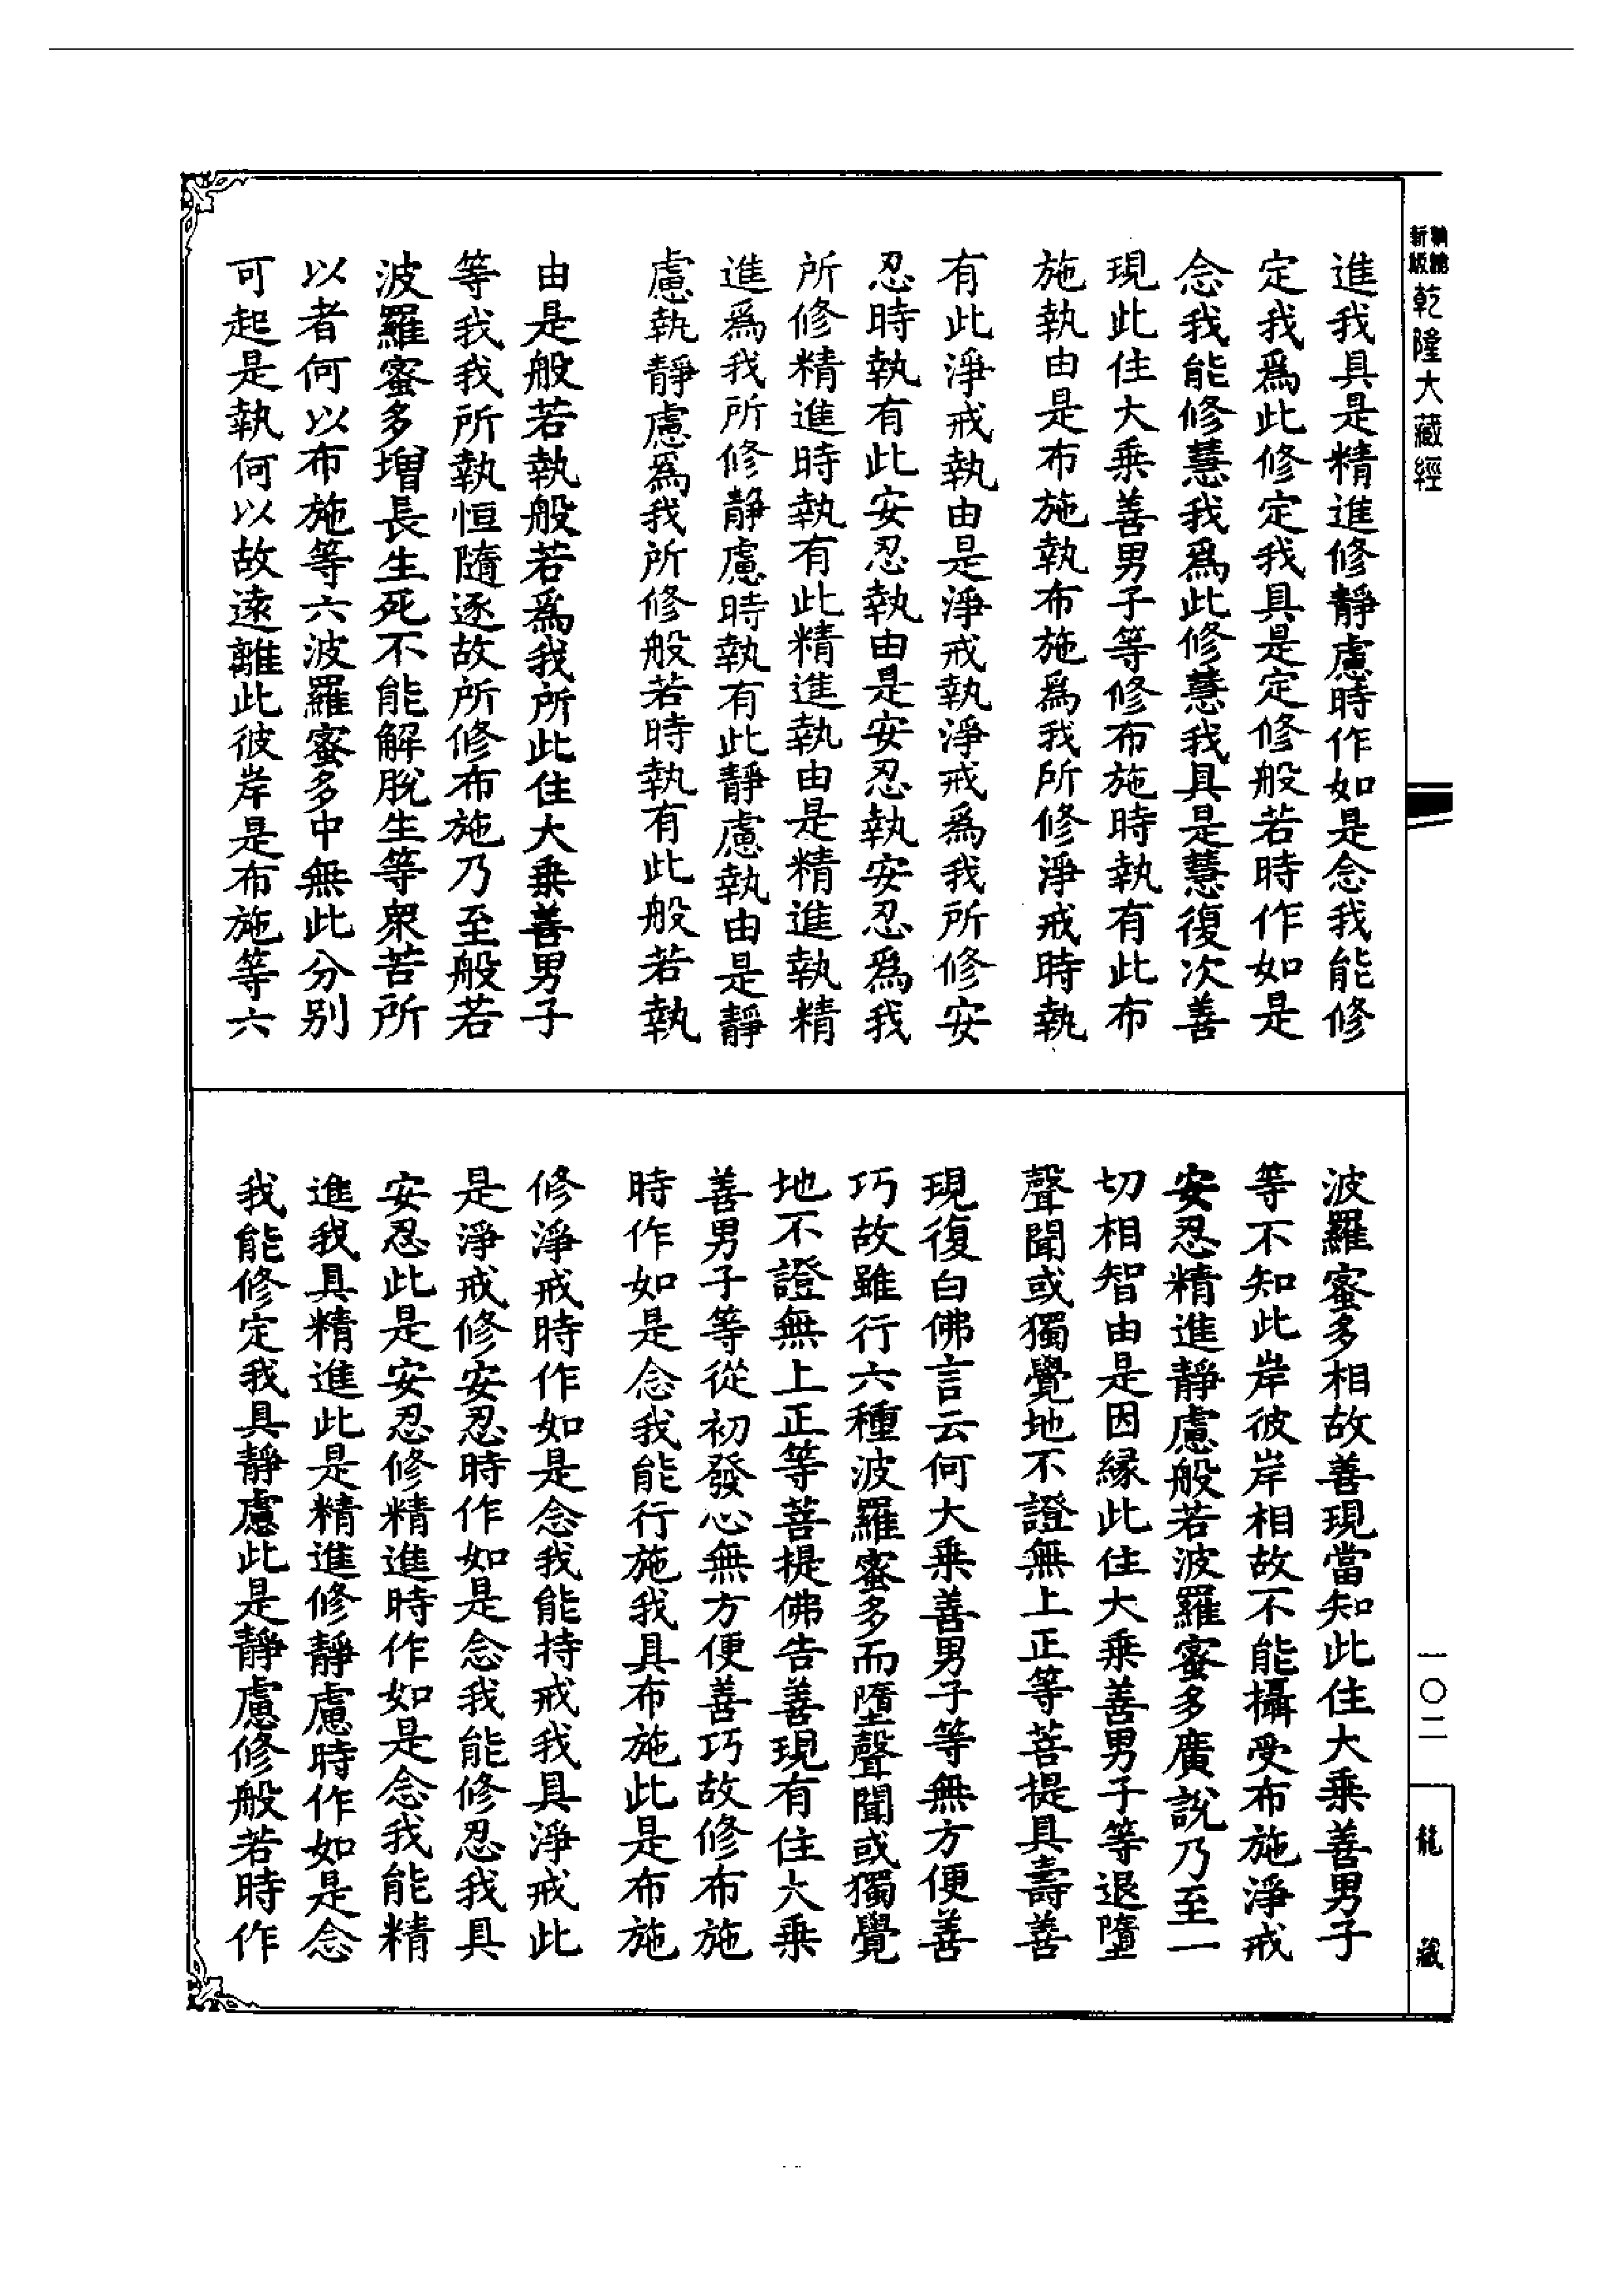 新版
乾隆大藏經
進我具是精進修靜慮時作如是念我能修
定我為此修定我具是定修般若時作如是
念我能修慧我為此修慧我具是慧復次善
現此住大乘善男子等修布施時執有此布
施執由是布施執布施為我所修淨戒時執
有此淨戒執由是淨戒執淨戒為我所修安
忍時執有此安忍執由是安忍執安忍為我
所修精進時執有此精進執由是精進執精
進為我所修靜慮時執有此靜慮執由是靜
慮執靜慮為我所修般若時執有此般若執
由是般若執般若為我所此住大乘善男子
等我我所執恒隨逐故所修布施乃至般若
波羅蜜多增長生死不能解脫生等衆苦所
以者何以布施等六波羅蜜多中無此分別
可起是執何以故遠離此彼岸是布施等六
波羅蜜多相故善現當知此住大乘善男子
等不知此岸彼岸相故不能攝受布施淨戒
安忍精進靜慮般若波羅蜜多廣說乃至一
切相智由是因緣此住大乘善男子等退墮
聲聞或獨覺地不證無上正等菩提具壽善
現復白佛言云何大乘善男子等無方便善
巧故雖行六種波羅蜜多而墮聲聞或獨覺
地不證無上正等菩提佛告善現有住大乘
善男子等從初發心無方便善巧故修布施
時作如是念我能行施我具布施此是布施
修淨戒時作如是念我能持戒我具淨戒此
是淨戒修安忍時作如是念我能修忍我具
安忍此是安忍修精進時作如是念我能精
進我具精進此是精進修靜慮時作如是念
我能修定我具靜慮此是靜慮修般若時作
一〇二
龍藏